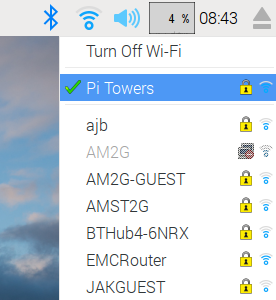 4 % 08:43
Turn Off Wi-Fi
Pi Towers
ajb
AM2G
AM2G-GUEST
AMST2G
BTHub4-6NRX
EMCRouter
JAKGUEST